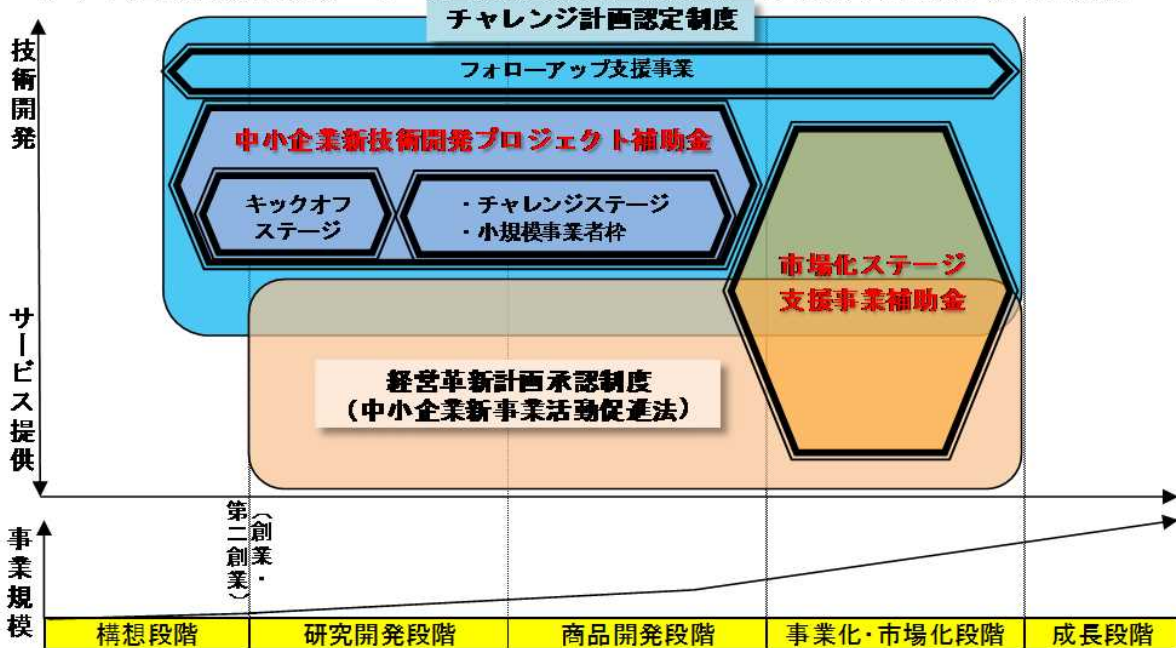 チャレンジ計画認定制度
技術開発
フォローアップ支援事業
中小企業新技術開発プロジェクト補助金
キックオフ
ステージ
・チャレンジステージ
・小規模事業者枠
市場化ステージ
支援事業補助金
サービス提供
経営革新計画承認制度
（中小企業新事業活動促進法）
（創業・
第二創業）
事業規模
構想段階
研究開発段階
商品開発段階
事業化・市場化段階
成長段階